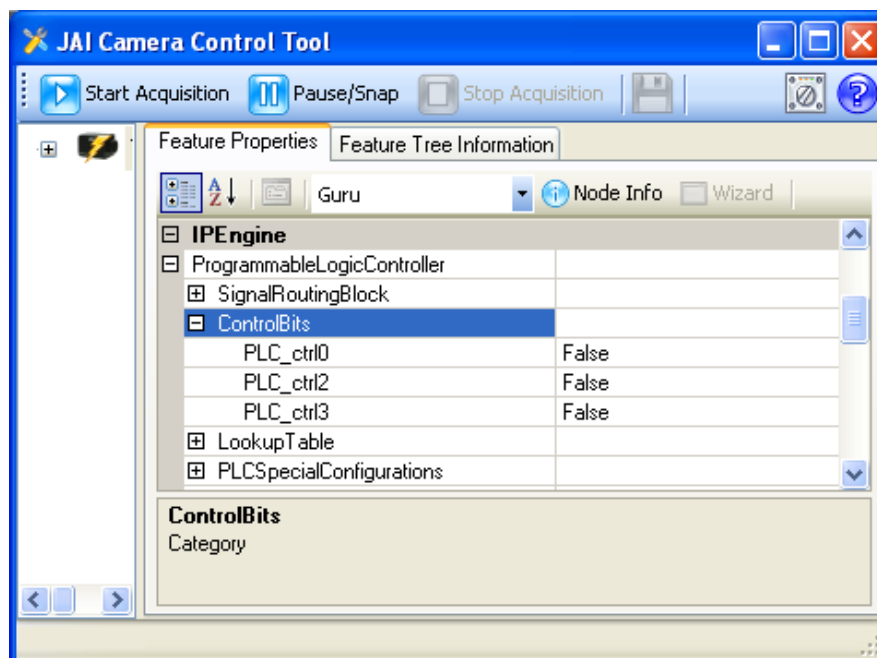 JAI Camera Control Tool
Start Acquisition Pause/Snap Stop Acquisition
Feature Properties Feature Tree Information
Guru Node Info Wizard
IPEngine
ProgrammableLogicController
SignalRoutingBlock
ControlBits
PLC_ctrl0 False
PLC_ctrl2 False
PLC_ctrl3 False
LookupTable
PLCSpecialConfigurations
ControlBits
Category